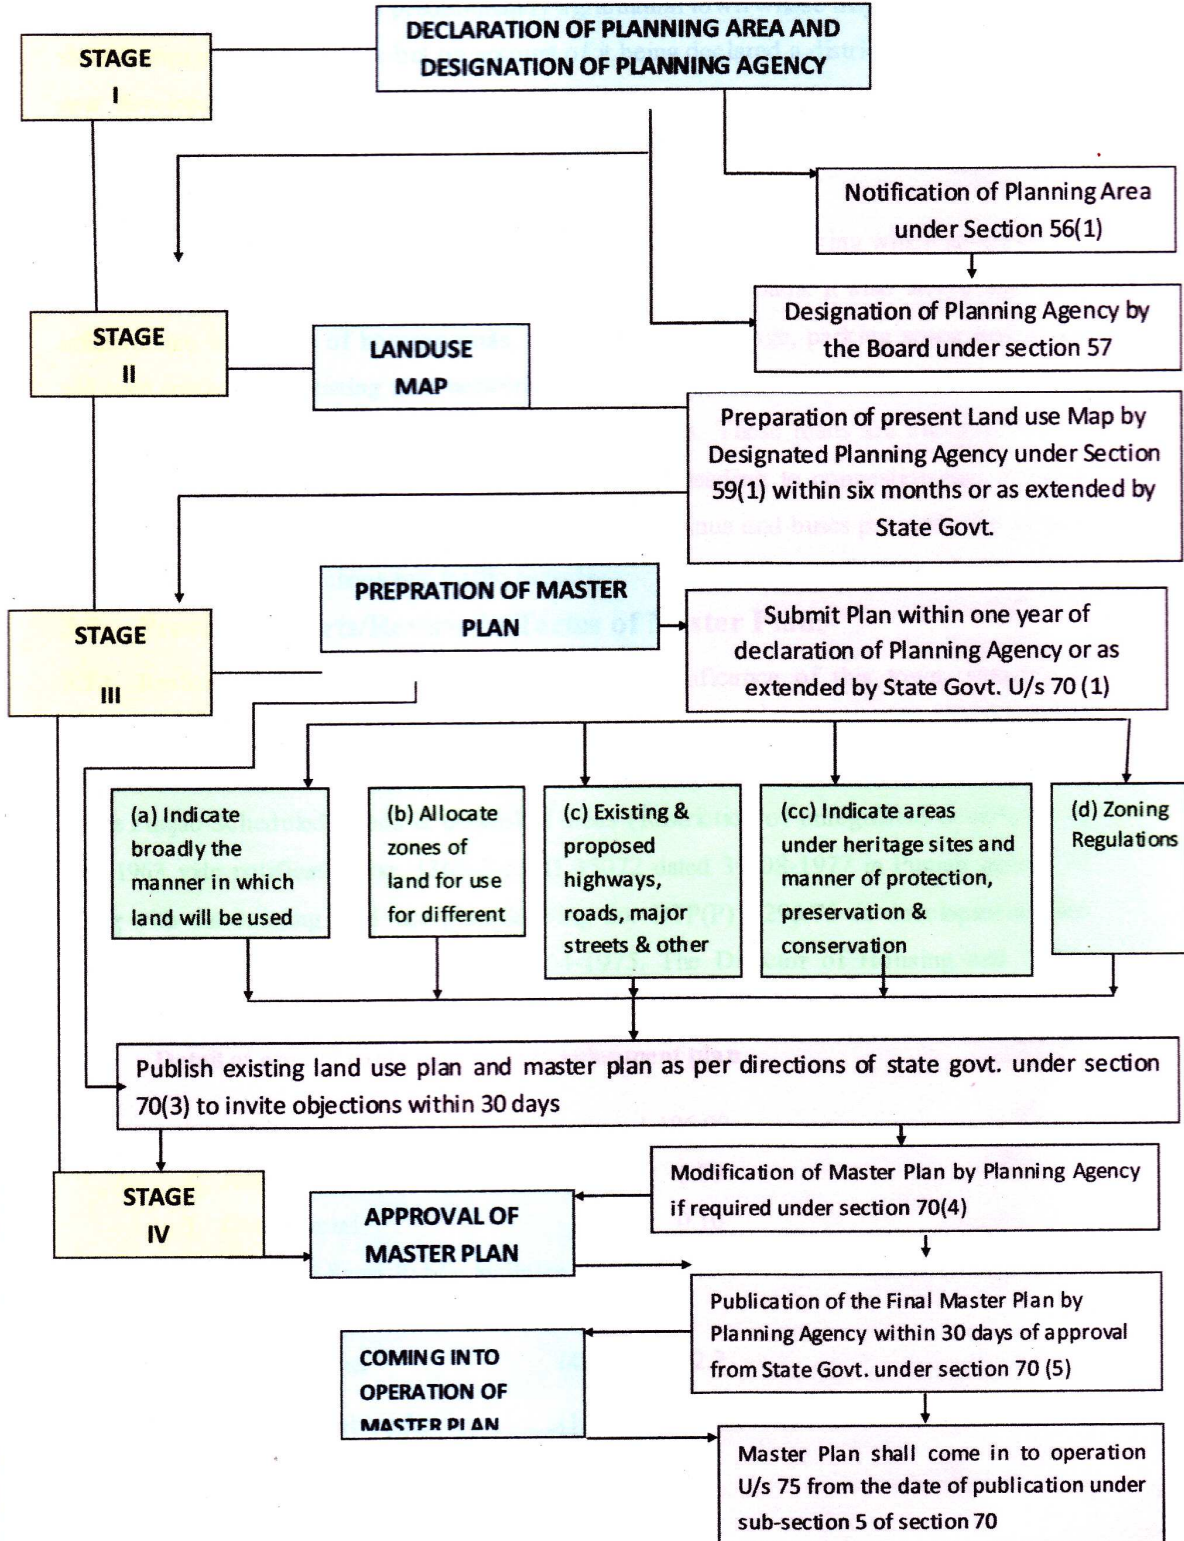 DECLARATION OF PLANNING AREA AND
DESIGNATION OF PLANNING AGENCY
STAGE
I
Notification of Planning Area
under Section 56(1)
Designation of Planning Agency by
the Board under section 57
STAGE
II
LANDUSE
MAP
Preparation of present Land use Map by
Designated Planning Agency under Section
59(1) within six months or as extended by
State Govt.
STAGE
III
PREPRATION OF MASTER
PLAN
Submit Plan within one year of
declaration of Planning Agency or as
extended by State Govt. U/s 70 (1)
(a) Indicate
broadly the
manner in which
land will be used
(b) Allocate
zones of
land for use
for different
(c) Existing &
proposed
highways,
roads, major
streets & other
(cc) Indicate areas
under heritage sites and
manner of protection,
preservation &
conservation
(d) Zoning
Regulations
Publish existing land use plan and master plan as per directions of state govt. under section
70(3) to invite objections within 30 days
STAGE
IV
APPROVAL OF
MASTER PLAN
Modification of Master Plan by Planning Agency
if required under section 70(4)
Publication of the Final Master Plan by
Planning Agency within 30 days of approval
from State Govt. under section 70 (5)
COMING INTO
OPERATION OF
MASTER PLAN
Master Plan shall come in to operation
U/s 75 from the date of publication under
sub-section 5 of section 70